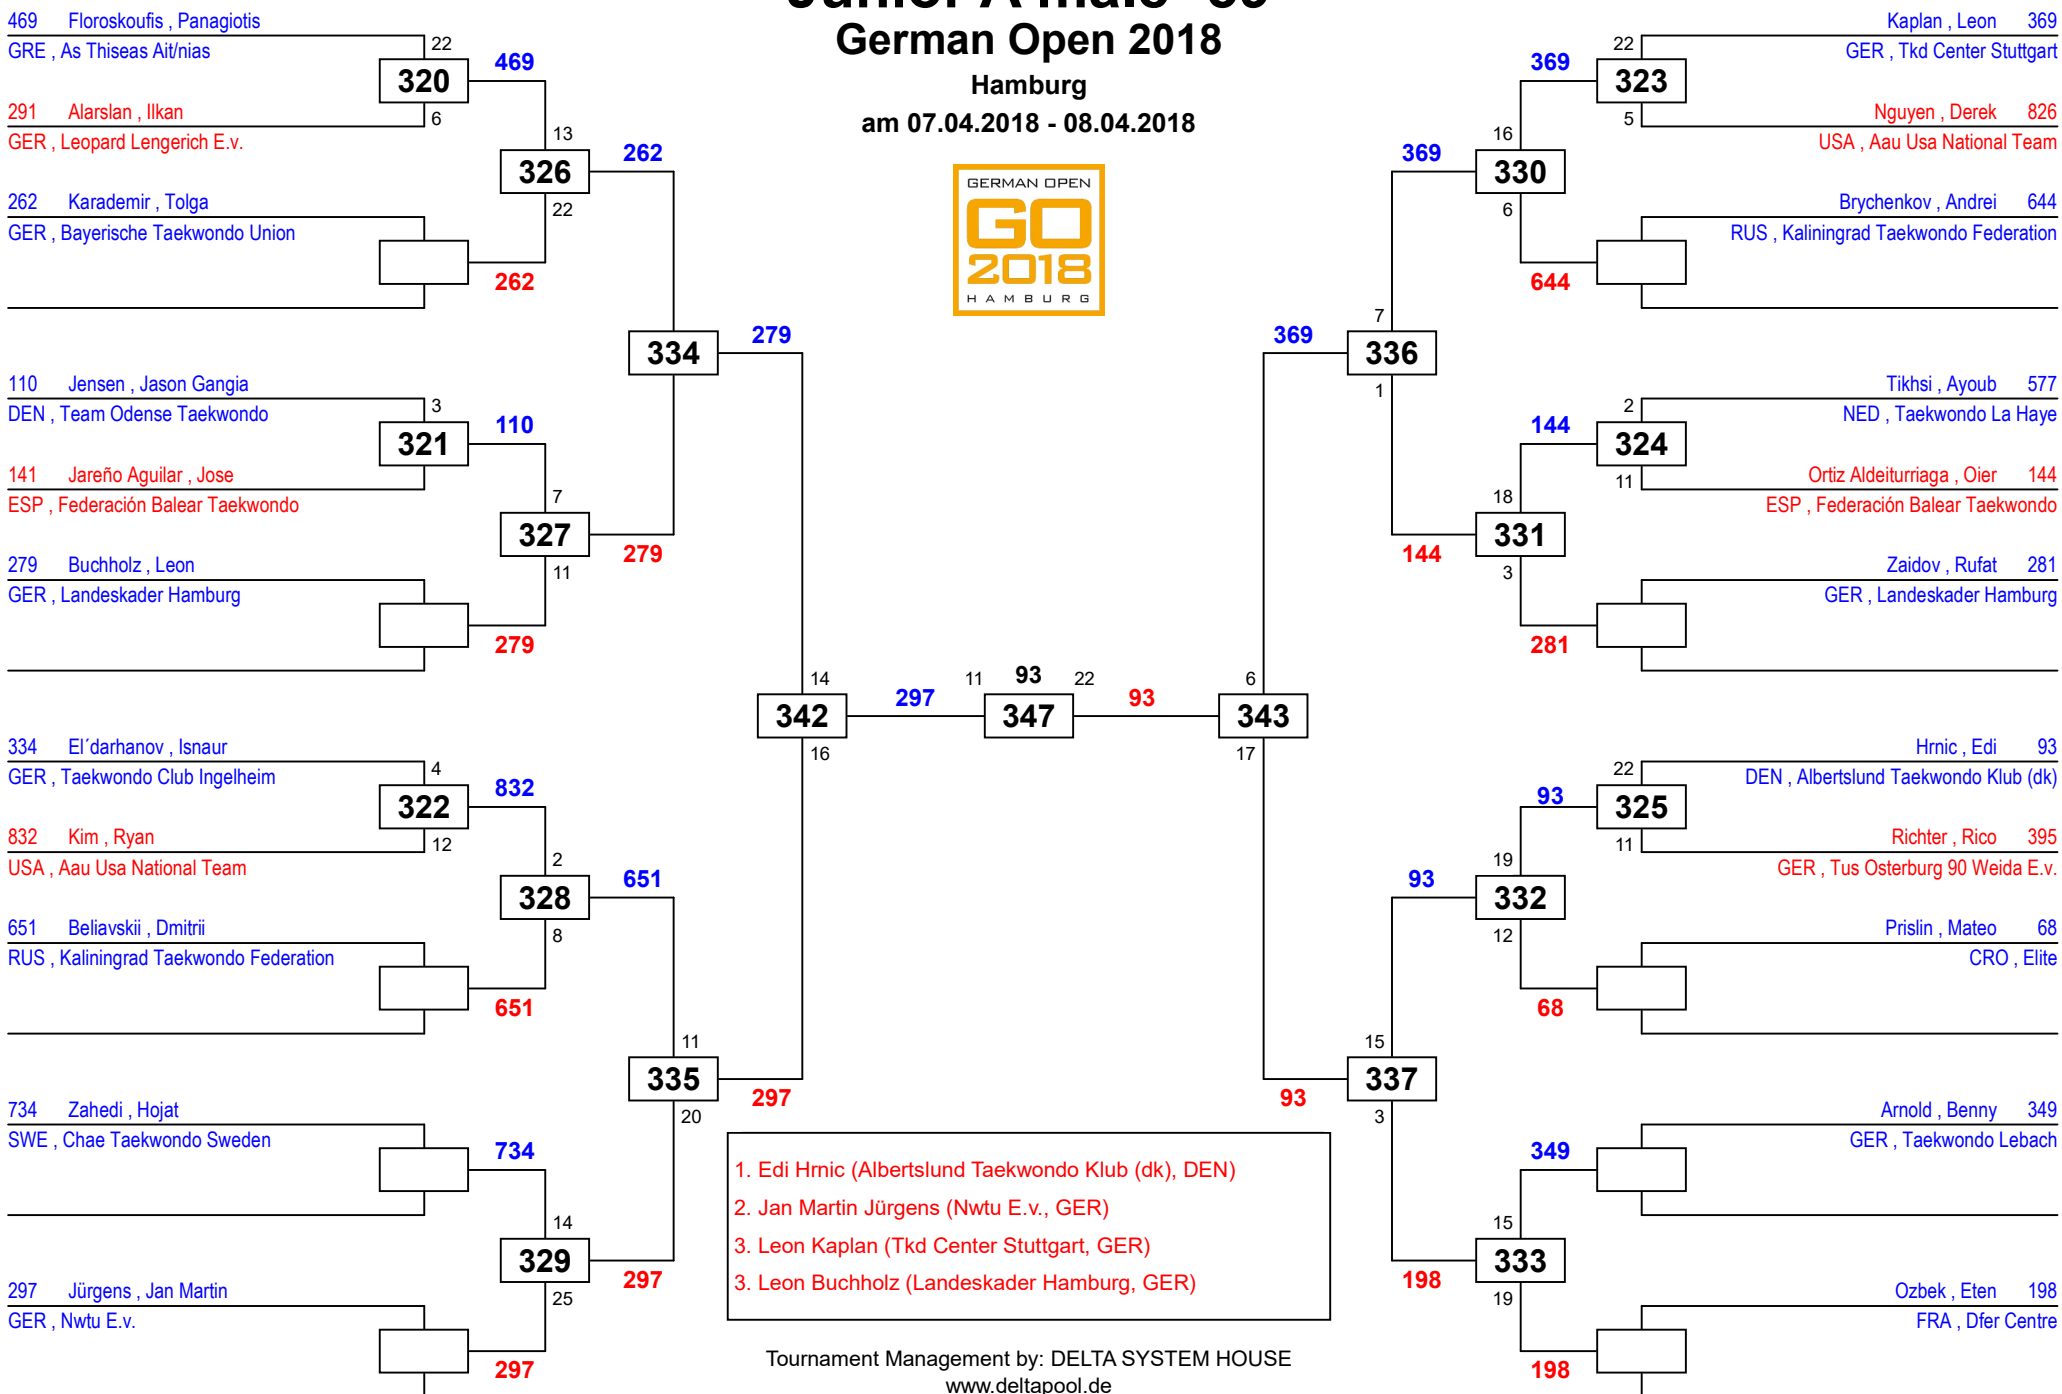 German Open 2018
Hamburg
am 07.04.2018 - 08.04.2018
GERMAN OPEN
GO
2018
HAMBURG
469 Floroskoufis , Panagiotis
GRE , As Thiseas Ait/nias
22
320
469
291 Alarslan , Ilkan
6
GER , Leopard Lengerich E.v.
13
326
262
22
262 Karademir , Tolga
GER , Bayerische Taekwondo Union
262
334
279
110 Jensen , Jason Gangia
DEN , Team Odense Taekwondo
3
321
110
141 Jareño Aguilar , Jose
ESP , Federación Balear Taekwondo
7
327
279
11
279 Buchholz , Leon
GER , Landeskader Hamburg
279
14
342
297
16
334 El´darhanov , Isnaur
GER , Taekwondo Club Ingelheim
4
322
832
832 Kim , Ryan
12
USA , Aau Usa National Team
2
328
651
8
651 Beliavskii , Dmitrii
RUS , Kaliningrad Taekwondo Federation
651
11
335
297
20
734 Zahedi , Hojat
SWE , Chae Taekwondo Sweden
734
14
329
297
25
297 Jürgens , Jan Martin
GER , Nwtu E.v.
297
11 93 22
347
93
Kaplan , Leon 369
GER , Tkd Center Stuttgart
22
369
323
5
Nguyen , Derek 826
USA , Aau Usa National Team
16
369
330
6
Brychenkov , Andrei 644
RUS , Kaliningrad Taekwondo Federation
644
7
369
336
1
Tikhsi , Ayoub 577
NED , Taekwondo La Haye
2
144
324
11
Ortiz Aldeiturriaga , Oier 144
ESP , Federación Balear Taekwondo
18
144
331
3
Zaidov , Rufat 281
GER , Landeskader Hamburg
281
6
343
17
Hrnic , Edi 93
DEN , Albertslund Taekwondo Klub (dk)
22
93
325
11
Richter , Rico 395
GER , Tus Osterburg 90 Weida E.v.
19
93
332
12
Prislin , Mateo 68
CRO , Elite
68
15
93
337
3
Arnold , Benny 349
GER , Taekwondo Lebach
349
15
198
333
19
Ozbek , Eten 198
FRA , Dfer Centre
198
1. Edi Hrnic (Albertslund Taekwondo Klub (dk), DEN)
2. Jan Martin Jürgens (Nwtu E.v., GER)
3. Leon Kaplan (Tkd Center Stuttgart, GER)
3. Leon Buchholz (Landeskader Hamburg, GER)
Tournament Management by: DELTA SYSTEM HOUSE
www.deltapool.de